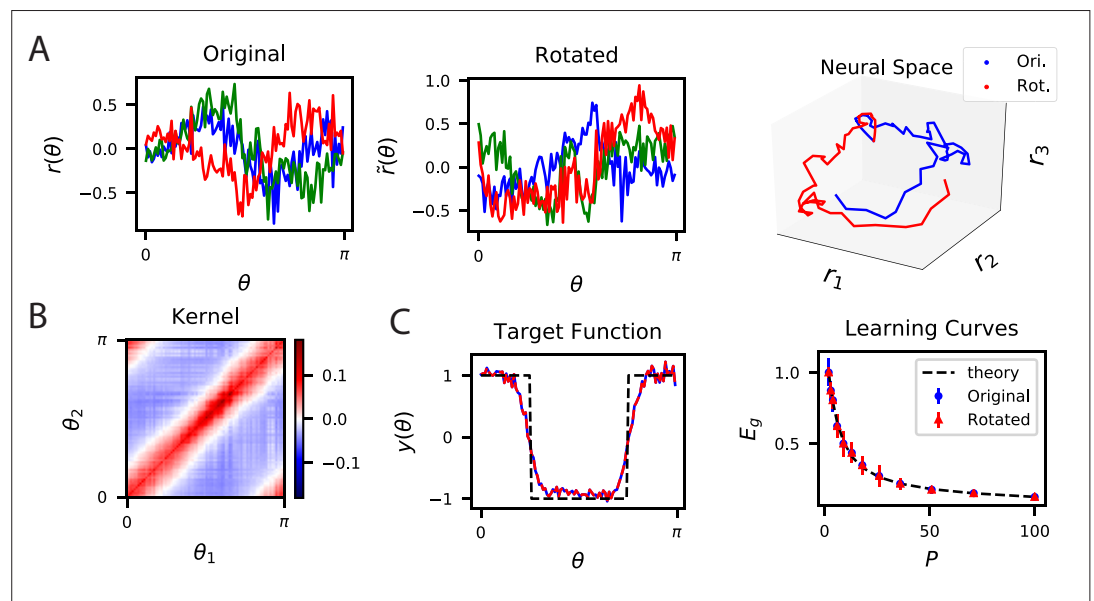 A
Original
r(θ)
0.5
0.0
−0.5
0
π
θ
Rotated
r̃(θ)
1.0
0.5
0.0
−0.5
0
π
θ
Neural Space
Ori.
Rot.
r1
r2
r3
B
Kernel
π
θ2
0
0
π
θ1
0.1
0.0
−0.1
C
Target Function
y(θ)
1
0
−1
0
π
θ
Learning Curves
Eg
1.0
0.5
theory
Original
Rotated
0
50
100
P